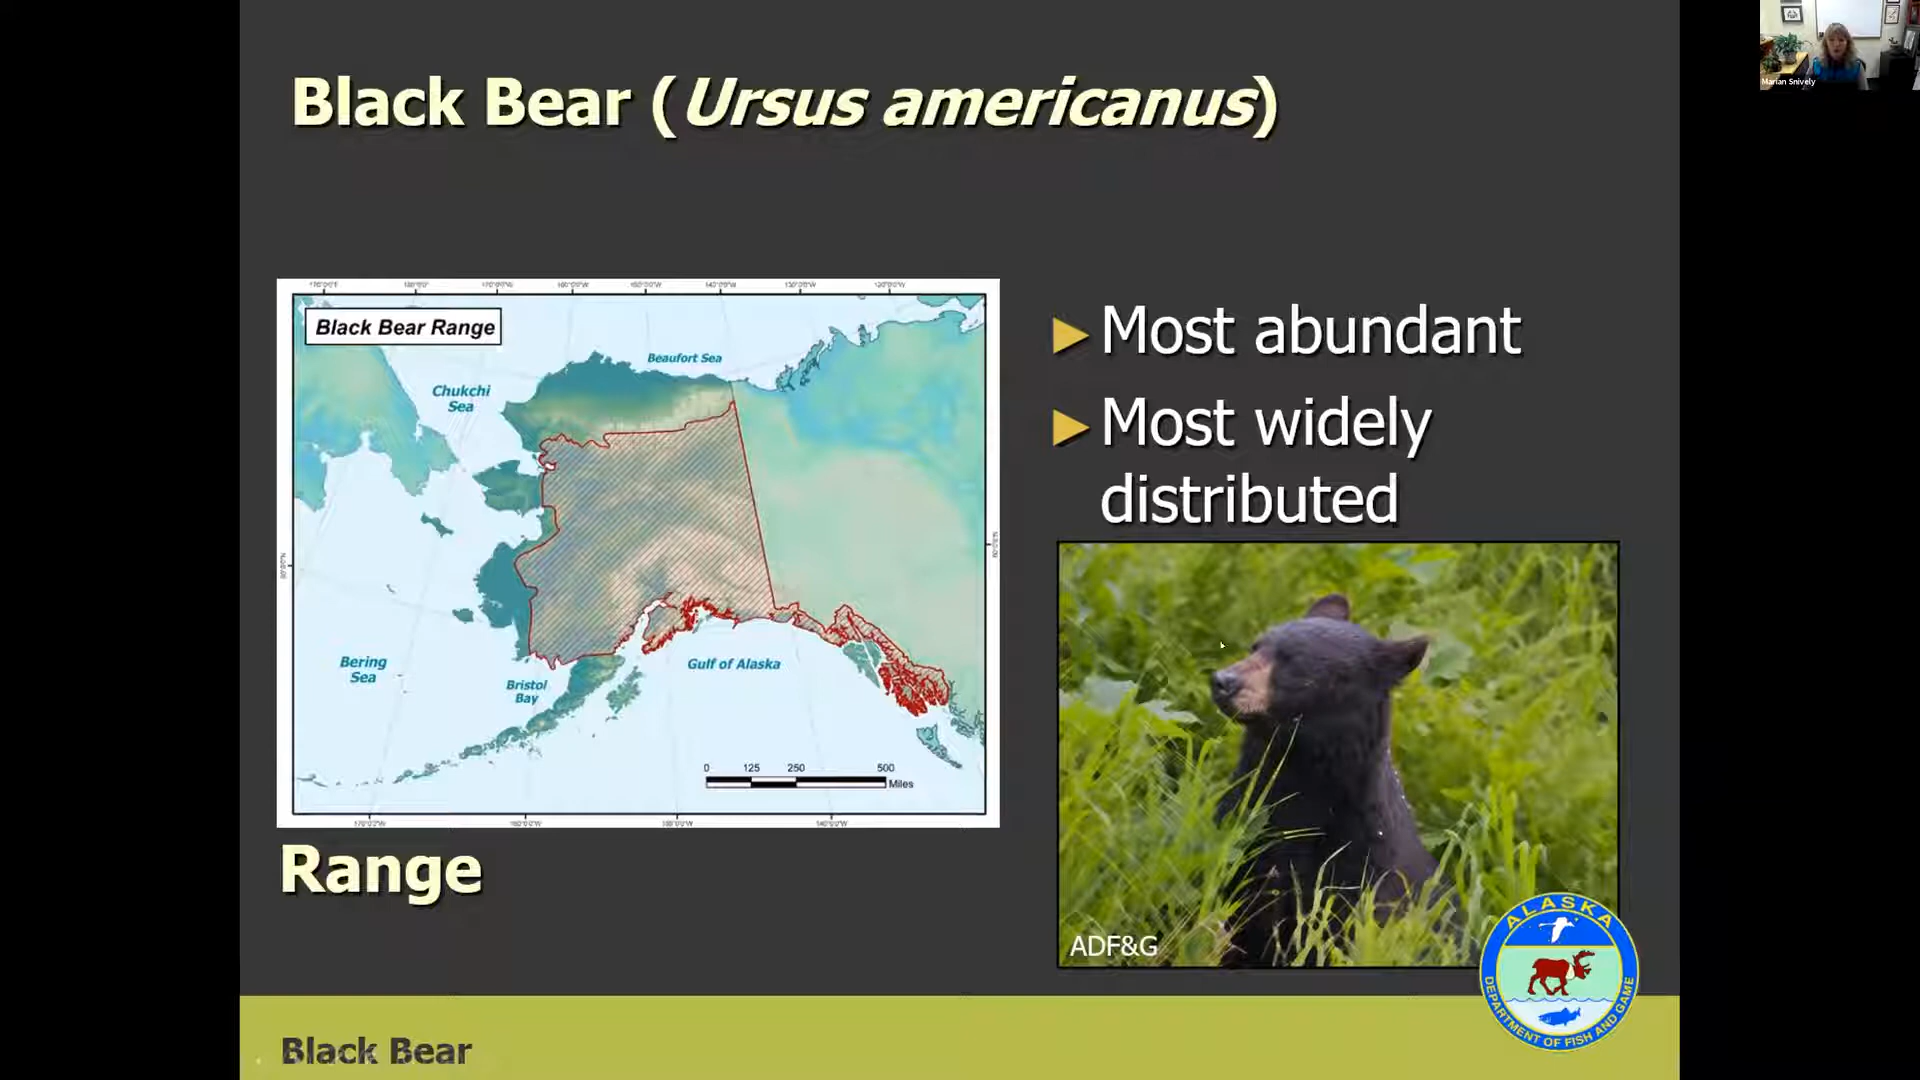 Marian Snively
Black Bear (Ursus americanus)
Black Bear Range
Beaufort Sea
Chukchi
Sea
Bering
Sea
Bristol
Bay
Gulf of Alaska
0 125 250 500
Miles
Range
► Most abundant
► Most widely
distributed
ADF&G
ALASKA
DEPARTMENT OF FISH AND GAME
Black Bear